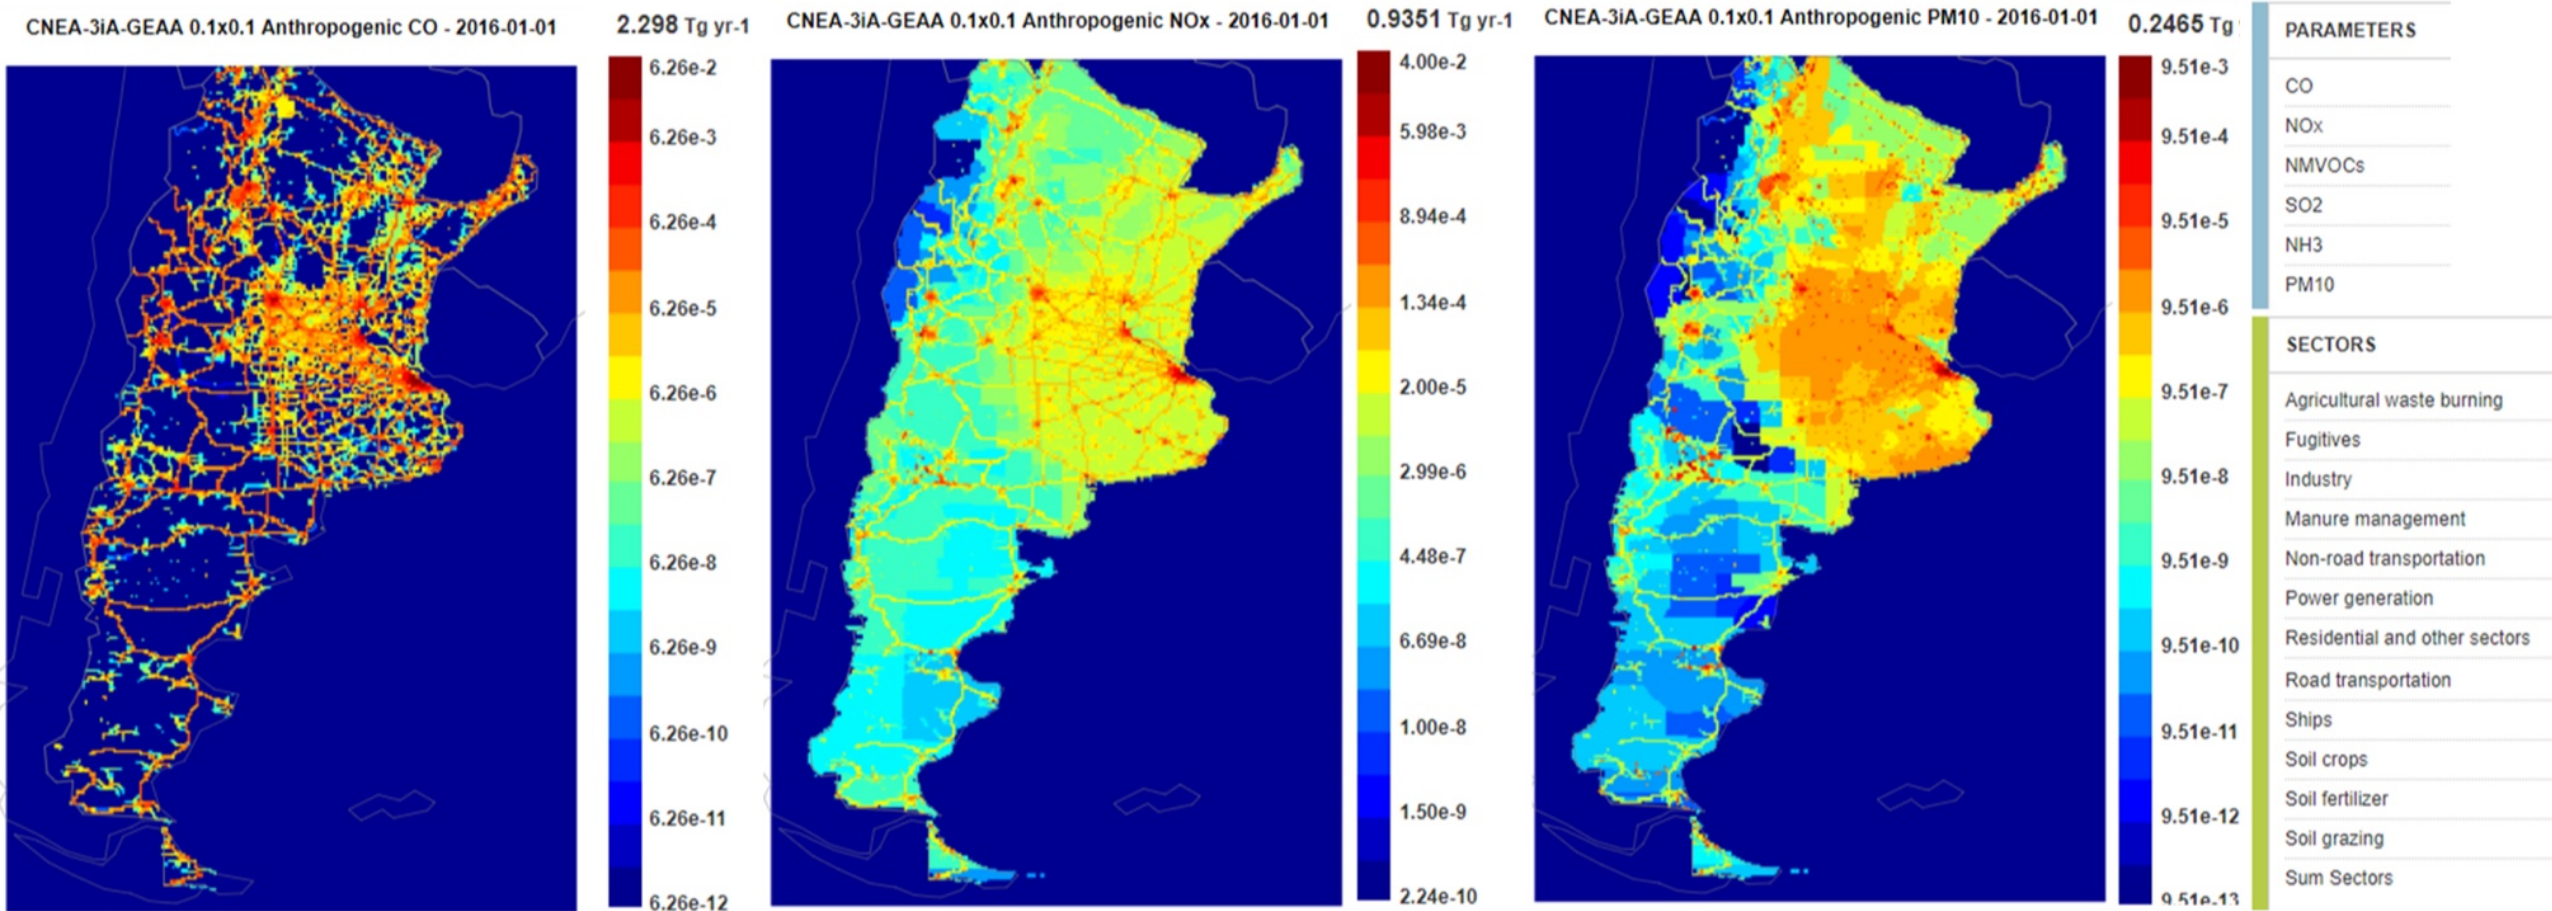 CNEA-3iA-GEAA 0.1x0.1 Anthropogenic CO - 2016-01-01
2.298 Tg yr-1
6.26e-2
6.26e-3
6.26e-4
6.26e-5
6.26e-6
6.26e-7
6.26e-8
6.26e-9
6.26e-10
6.26e-11
6.26e-12
CNEA-3iA-GEAA 0.1x0.1 Anthropogenic NOx - 2016-01-01
0.9351 Tg yr-1
4.00e-2
5.98e-3
8.94e-4
1.34e-4
2.00e-5
2.99e-6
4.48e-7
6.69e-8
1.00e-8
1.50e-9
2.24e-10
CNEA-3iA-GEAA 0.1x0.1 Anthropogenic PM10 - 2016-01-01
0.2465 Tg
9.51e-3
9.51e-4
9.51e-5
9.51e-6
9.51e-7
9.51e-8
9.51e-9
9.51e-10
9.51e-11
9.51e-12
9.51e-13
PARAMETERS
CO
NOx
NMVOCs
SO2
NH3
PM10
SECTORS
Agricultural waste burning
Fugitives
Industry
Manure management
Non-road transportation
Power generation
Residential and other sectors
Road transportation
Ships
Soil crops
Soil fertilizer
Soil grazing
Sum Sectors